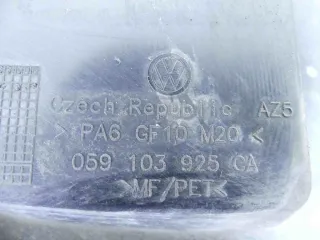 Czech Republic AZ5
>PA6 GF10 M20<
059 103 925 CA
>MF/PET<